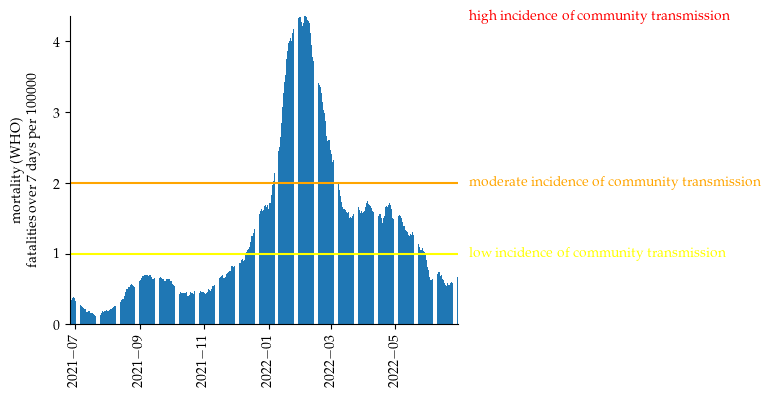 high incidence of community transmission
4
3
2
1
0
mortality (WHO)
fatalities over 7 days per 100000
moderate incidence of community transmission
low incidence of community transmission
2021−07
2021−09
2021−11
2022−01
2022−03
2022−05